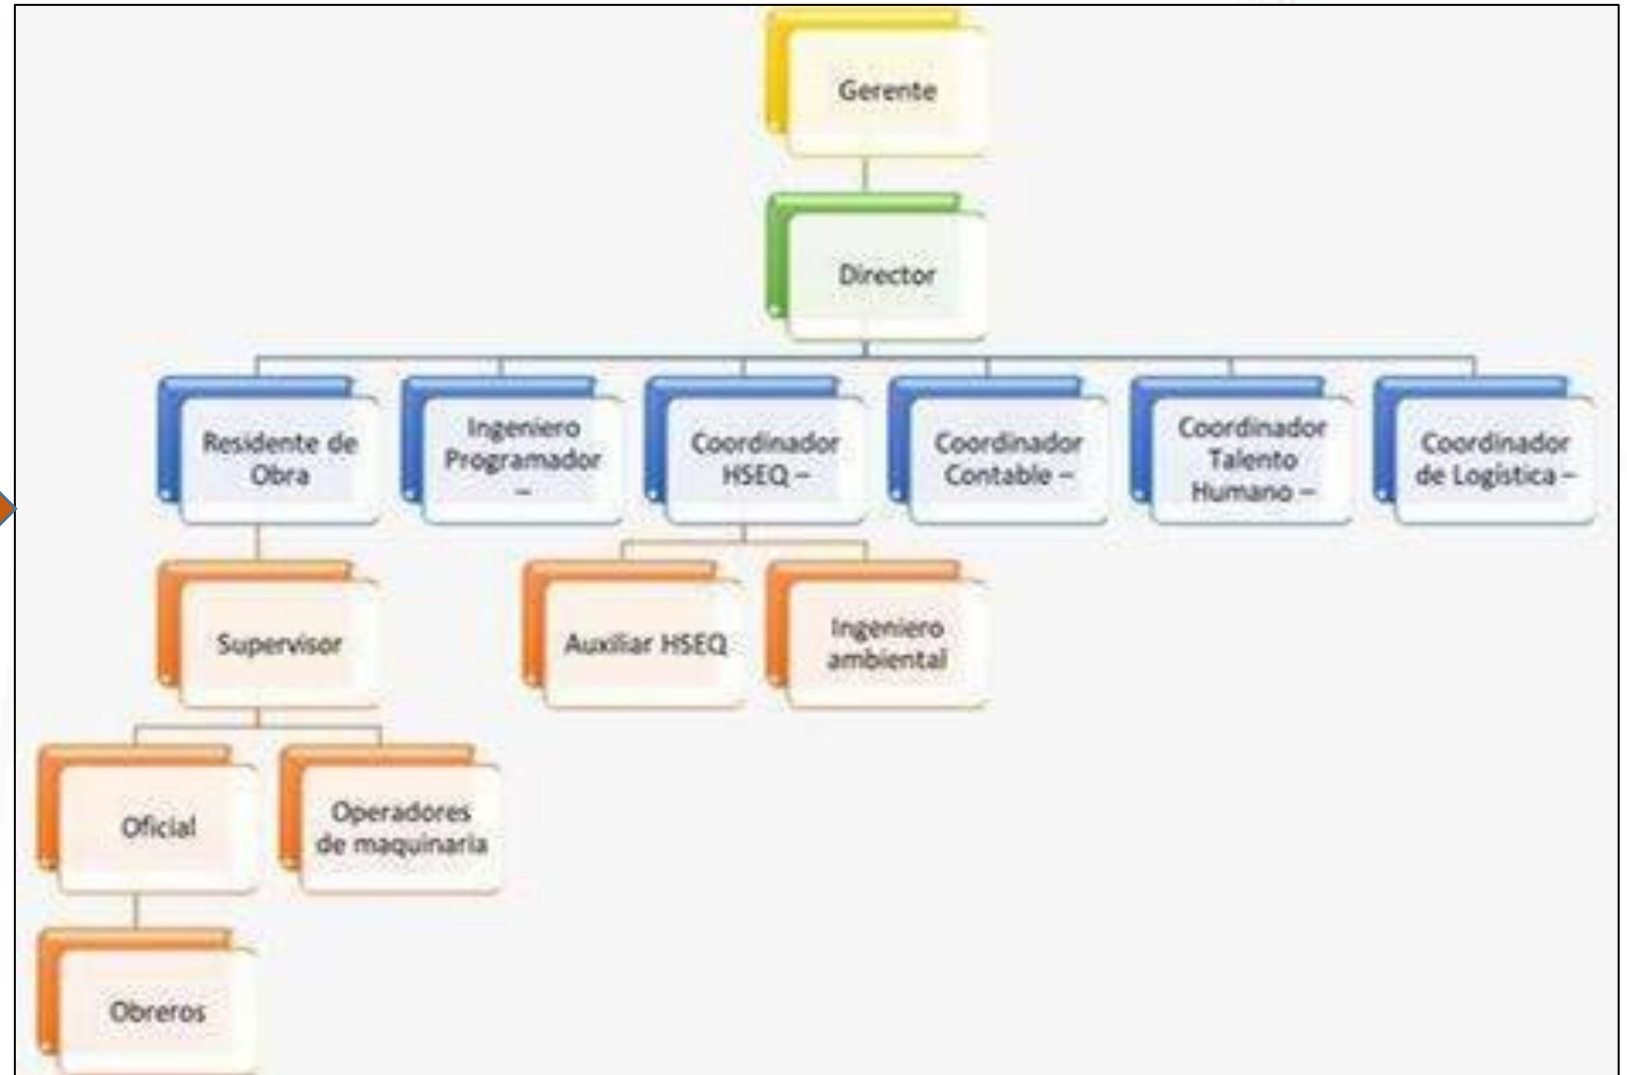 Gerente
Director
Residente de
Obra
Ingeniero
Programador
–
Coordinador
HSEQ –
Coordinador
Contable –
Coordinador
Talento
Humano –
Coordinador
de Logística –
Supervisor
Auxiliar HSEQ
Ingeniero
ambiental
Oficial
Operadores
de maquinaria
Obreros